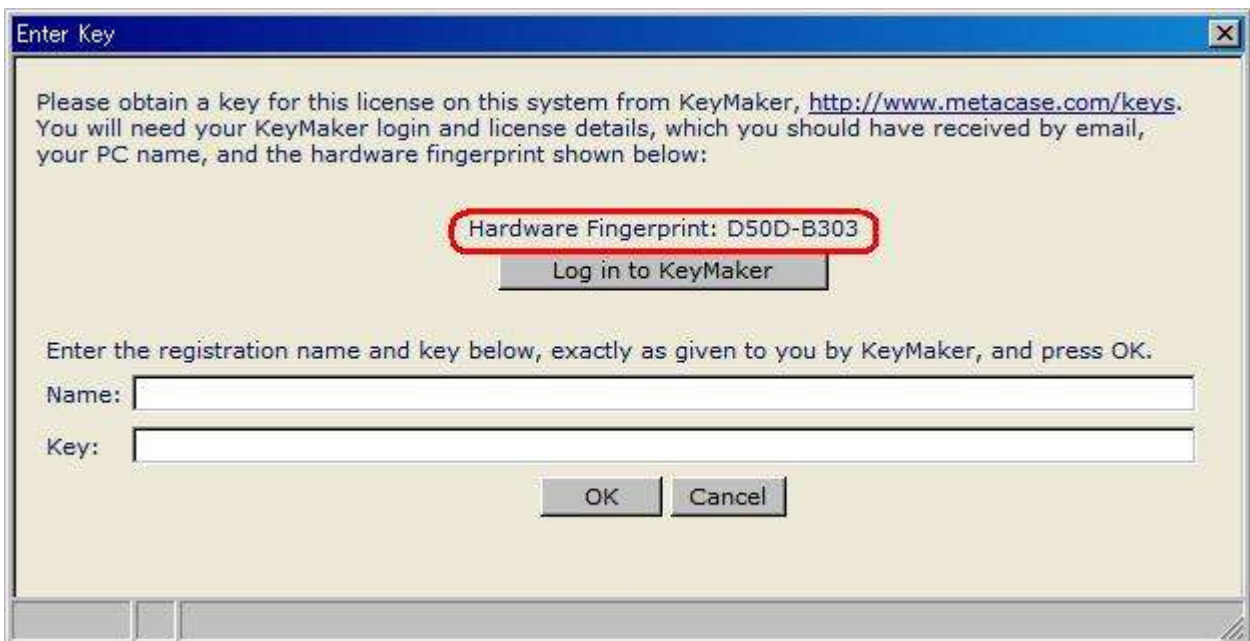 Enter Key
Please obtain a key for this license on this system from KeyMaker, http://www.metacase.com/keys.
You will need your KeyMaker login and license details, which you should have received by email,
your PC name, and the hardware fingerprint shown below:
Hardware Fingerprint: D50D-B303
Log in to KeyMaker
Enter the registration name and key below, exactly as given to you by KeyMaker, and press OK.
Name:
Key:
OK Cancel